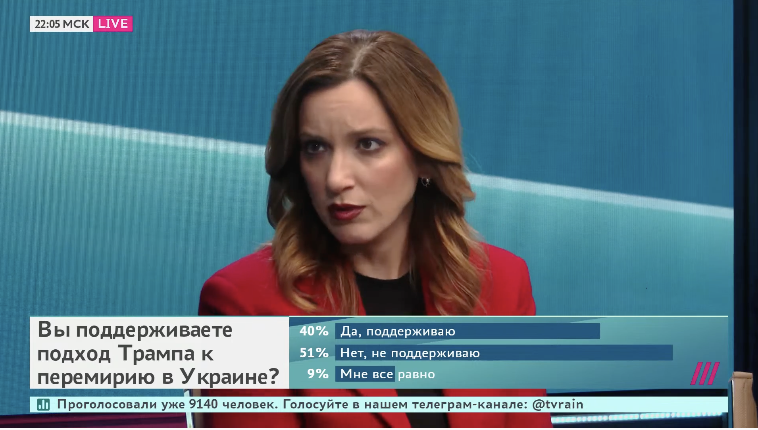 22:05 МСК LIVE
Вы поддерживаете
подход Трампа к
перемирию в Украине?
40% Да, поддерживаю
51% Нет, не поддерживаю
9% Мне все равно
Проголосовали уже 9140 человек. Голосуйте в нашем телеграм-канале: @tvrain